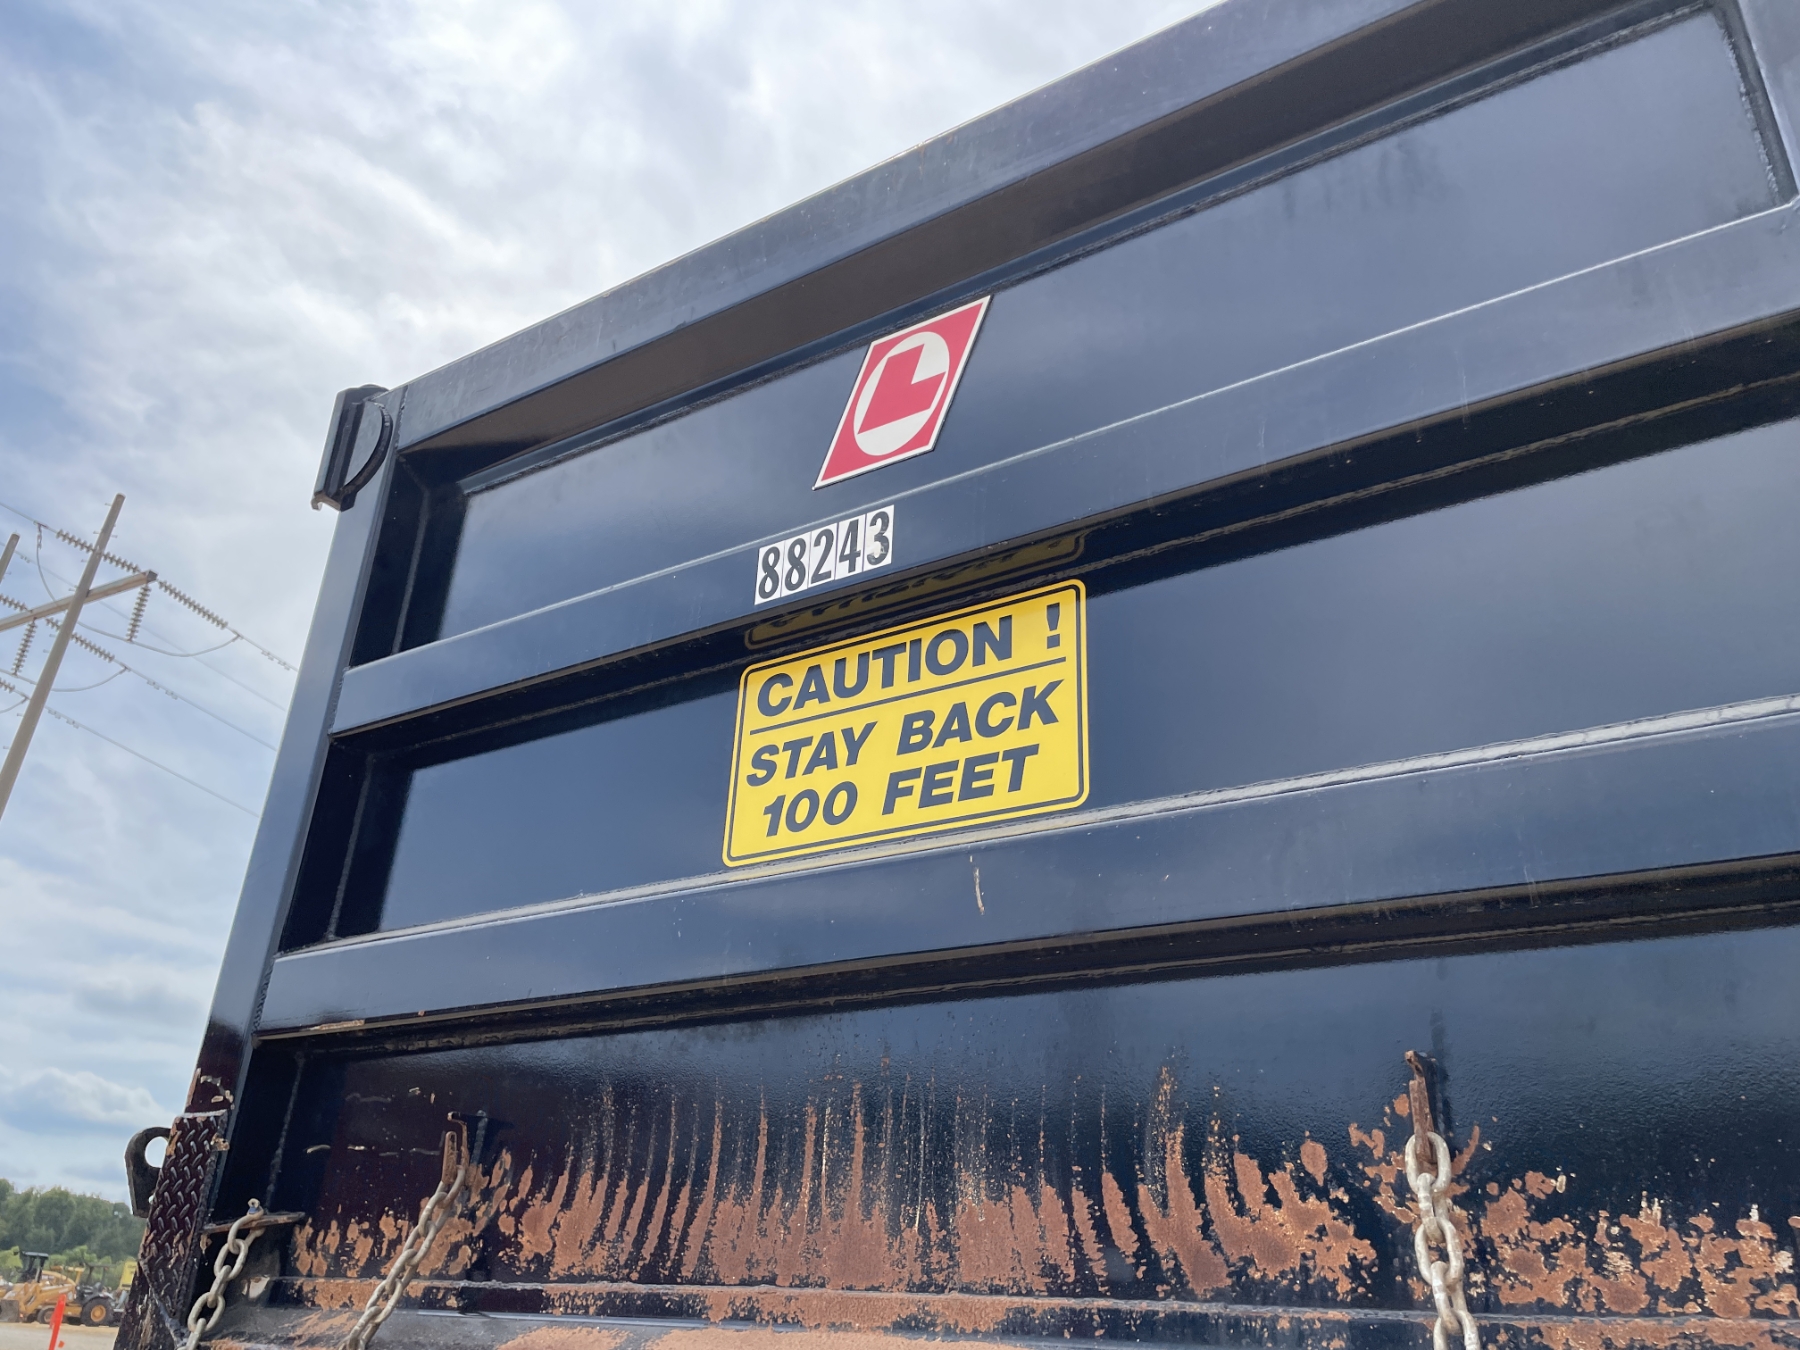 L
88243
CAUTION !
STAY BACK
100 FEET